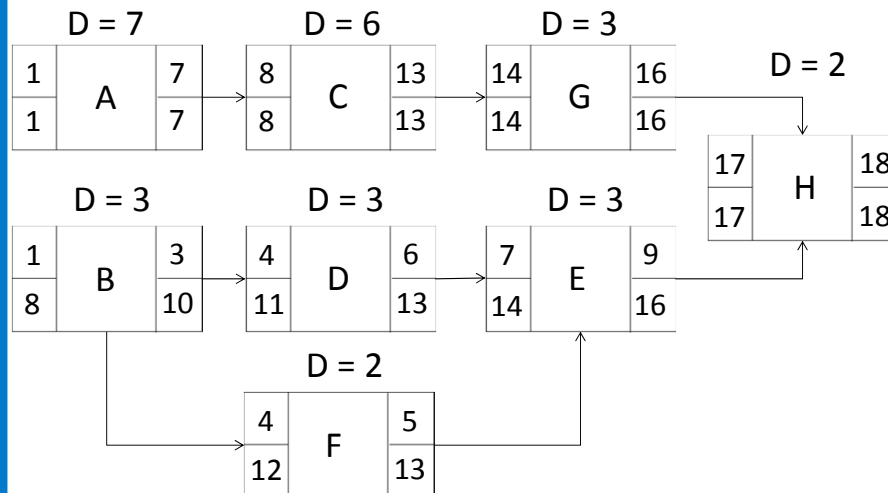 D = 7 D = 6 D = 3
1 7 8 13 14 16 D = 2
A C G
1 7 8 13 14 16
17 18
H
D = 3 D = 3 D = 3
17 18
1 3 4 6 7 9
B D E
8 10 11 13 14 16
D = 2
4 5
F
12 13